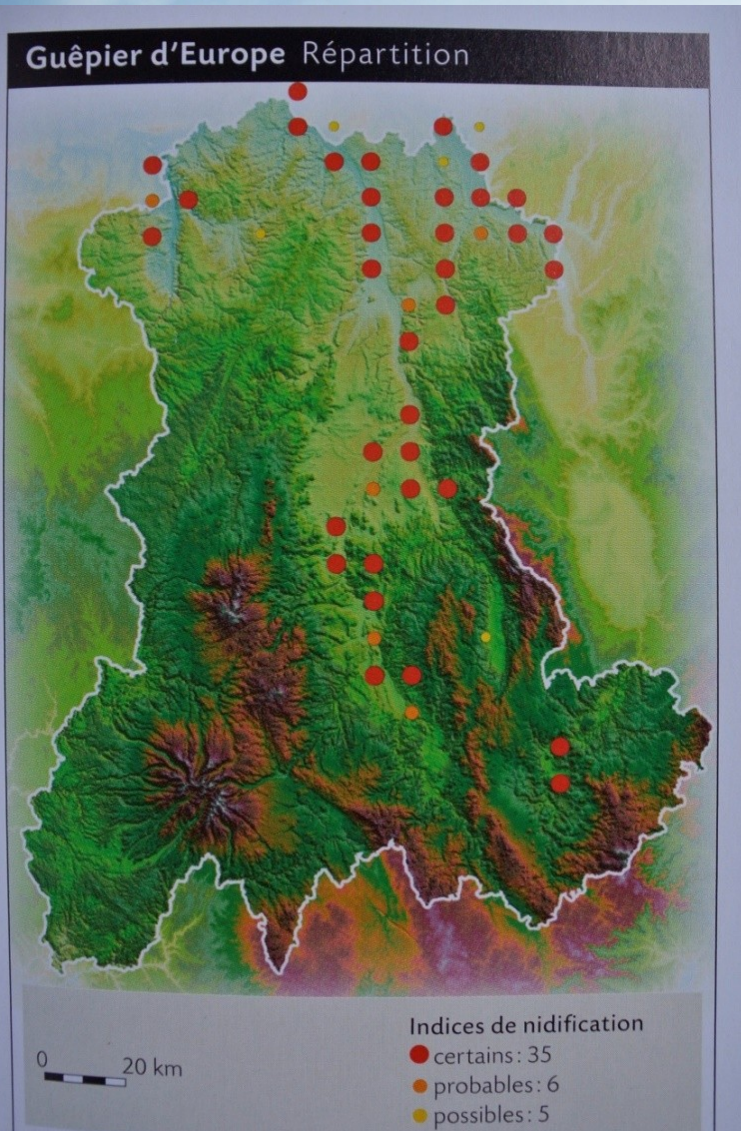 Guêpier d'Europe Répartition
0 20 km
Indices de nidification
certains : 35
probables : 6
possibles : 5